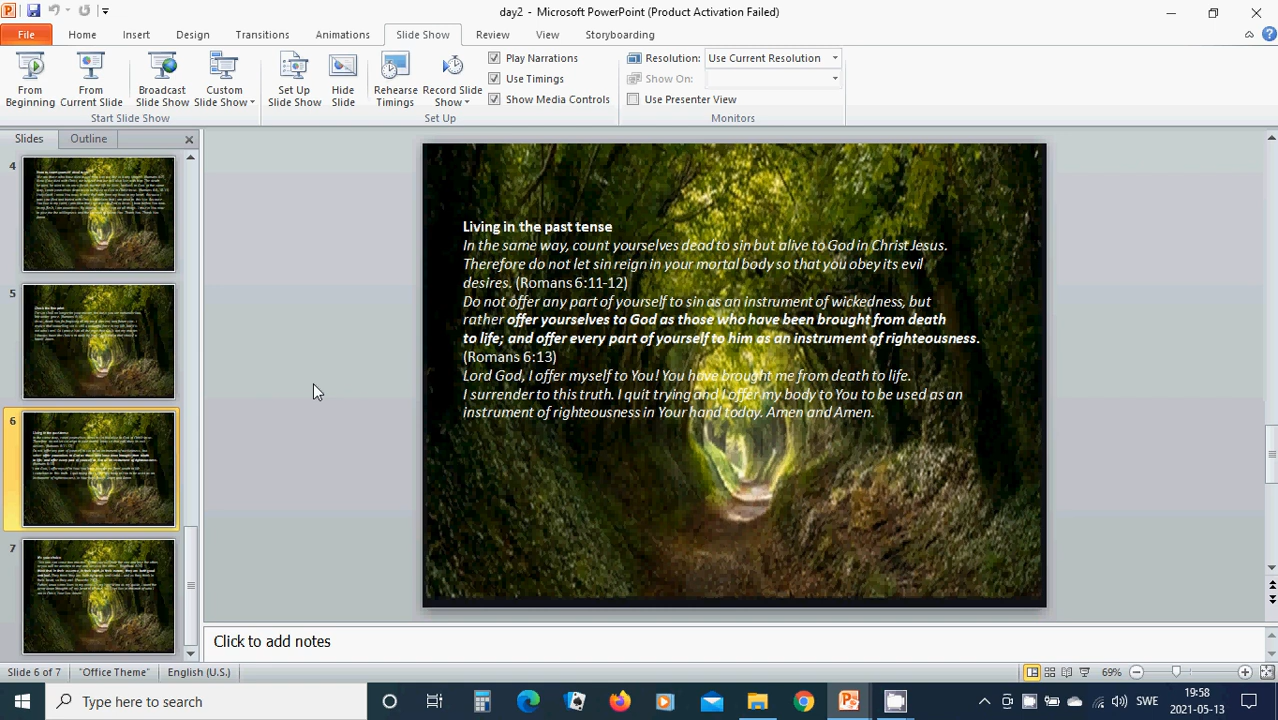 day2 - Microsoft PowerPoint (Product Activation Failed)
File Home Insert Design Transitions Animations Slide Show Review View Storyboarding
From Beginning
From Current Slide
Broadcast Slide Show
Custom Slide Show
Set Up Slide Show
Hide Slide
Rehearse Timings
Record Slide Show
Play Narrations
Use Timings
Show Media Controls
Resolution: Use Current Resolution
Show On:
Use Presenter View
Start Slide Show
Set Up
Monitors
Slides Outline
4
5
6
7
Living in the past tense
In the same way, count yourselves dead to sin but alive to God in Christ Jesus.
Therefore do not let sin reign in your mortal body so that you obey its evil
desires. (Romans 6:11-12)
Do not offer any part of yourself to sin as an instrument of wickedness, but
rather offer yourselves to God as those who have been brought from death
to life; and offer every part of yourself to him as an instrument of righteousness.
(Romans 6:13)
Lord God, I offer myself to You! You have brought me from death to life.
I surrender to this truth. I quit trying and I offer my body to You to be used as an
instrument of righteousness in Your hand today. Amen and Amen.
Click to add notes
Slide 6 of 7 "Office Theme" English (U.S.) 69%
Type here to search
SWE
19:58
2021-05-13